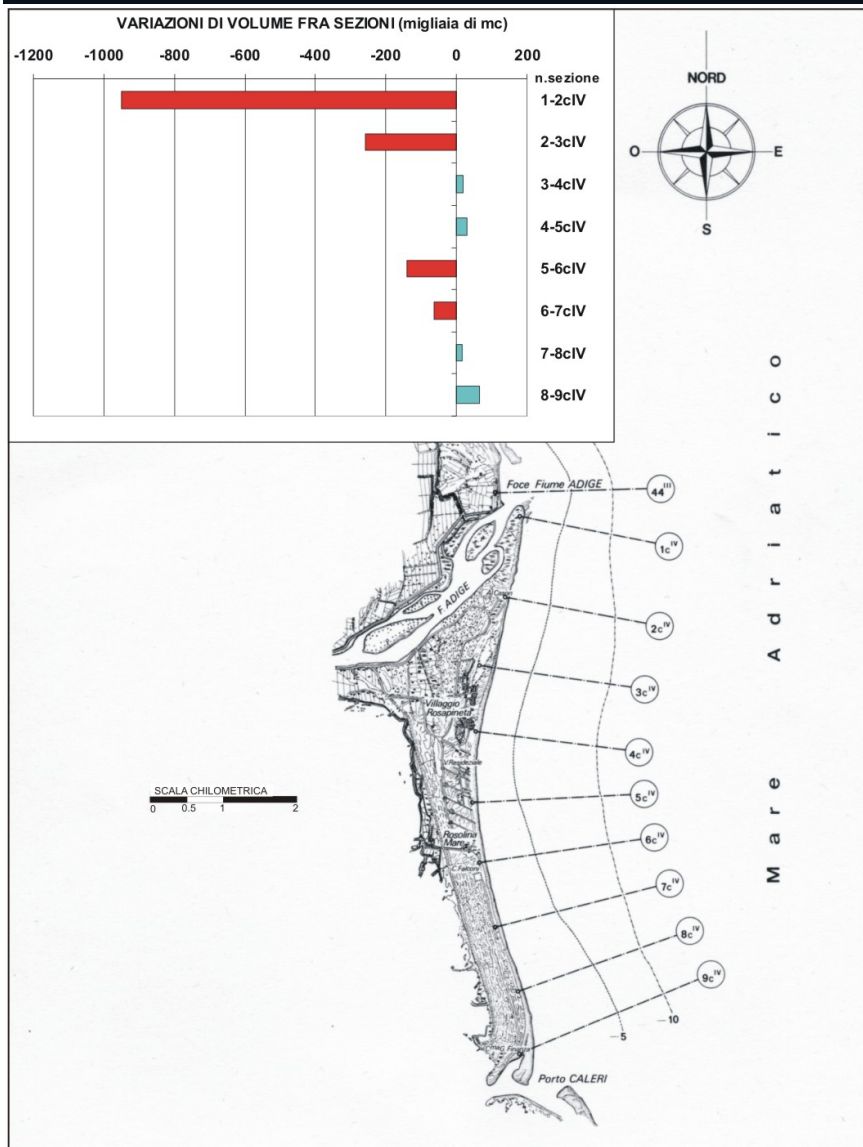 VARIAZIONI DI VOLUME FRA SEZIONI (migliaia di mc)
-1200 -1000 -800 -600 -400 -200 0 200
n.sezione
1-2cIV
2-3cIV
3-4cIV
4-5cIV
5-6cIV
6-7cIV
7-8cIV
8-9cIV
NORD
O E
S
Mare Adriatico
Foce Fiume ADIGE
44III
1cIV
F. ADIGE
2cIV
3cIV
Villaggio
Rosapineta
4cIV
V.Residenziale
SCALA CHILOMETRICA
0 0.5 1 2
5cIV
Rosolina
Mare
6cIV
C.Falconi
7cIV
8cIV
9cIV
-10
-5
Finanza
Porto CALERI